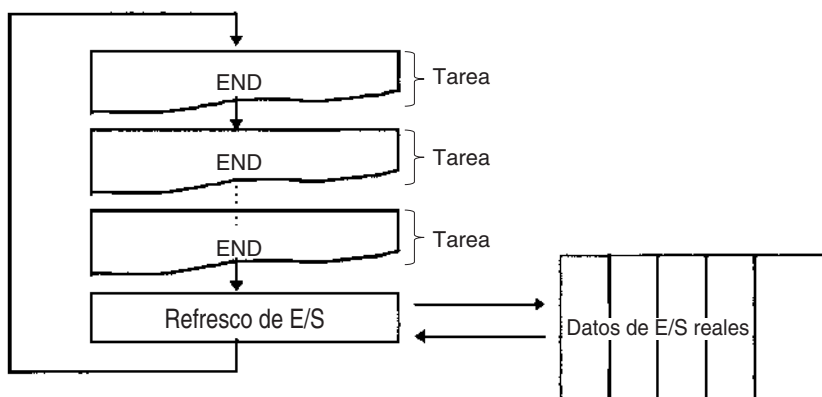 END
Tarea
END
Tarea
END
Tarea
Refresco de E/S
Datos de E/S reales